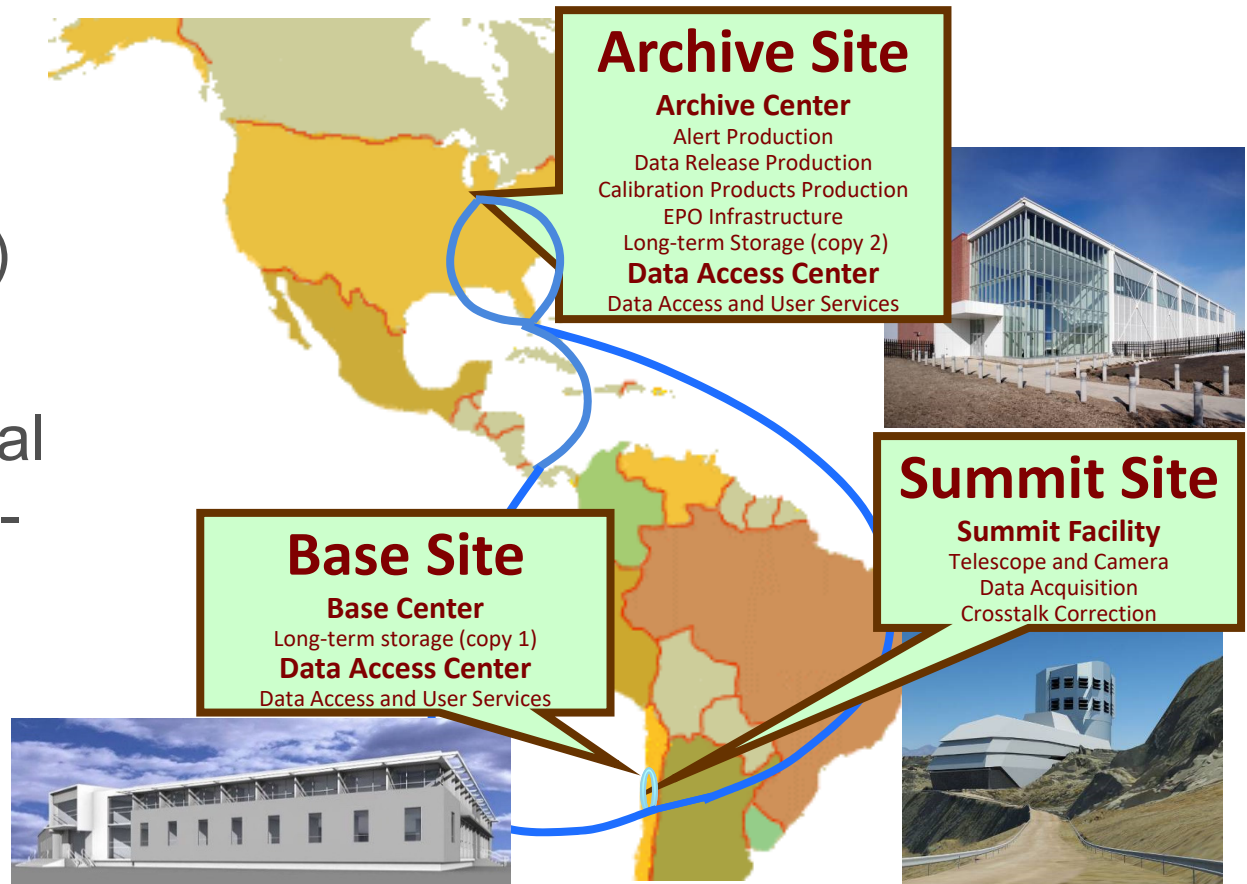 )
al
-
Archive Site
Archive Center
Alert Production
Data Release Production
Calibration Products Production
EPO Infrastructure
Long-term Storage (copy 2)
Data Access Center
Data Access and User Services
Summit Site
Summit Facility
Telescope and Camera
Data Acquisition
Crosstalk Correction
Base Site
Base Center
Long-term storage (copy 1)
Data Access Center
Data Access and User Services